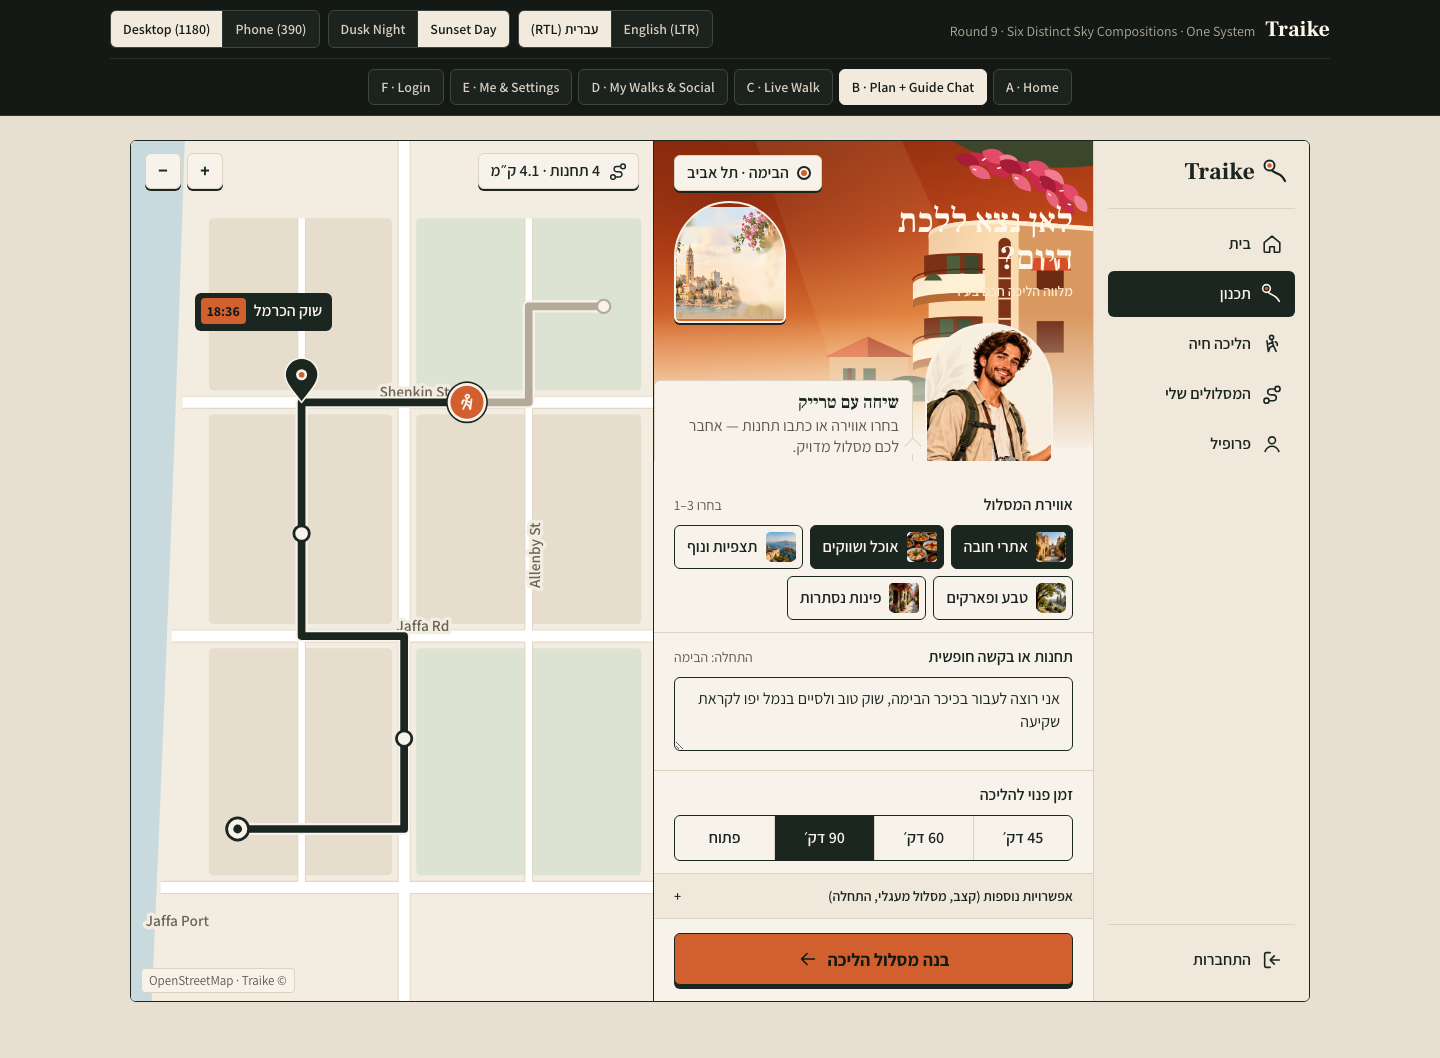 Desktop (1180)
Phone (390)
Dusk Night
Sunset Day
עברית (RTL)
English (LTR)
Round 9 · Six Distinct Sky Compositions · One System
Traike
F · Login
E · Me & Settings
D · My Walks & Social
C · Live Walk
B · Plan + Guide Chat
A · Home
Traike
בית
תכנון
הליכה חיה
המסלולים שלי
פרופיל
התחברות
הבימה · תל אביב
לאן נצא ללכת
היום?
מלווה הליכה חכם בעיר
שיחה עם טרייק
בחרו אווירה או כתבו תחנות — אחבר
לכם מסלול מדויק.
אווירת המסלול
בחרו 1–3
אתרי חובה
אוכל ושווקים
תצפיות ונוף
טבע ופארקים
פינות נסתרות
תחנות או בקשה חופשית
התחלה: הבימה
אני רוצה לעבור בכיכר הבימה, שוק טוב ולסיים בנמל יפו לקראת
שקיעה
זמן פנוי להליכה
45 דק׳
60 דק׳
90 דק׳
פתוח
אפשרויות נוספות (קצב, מסלול מעגלי, התחלה)
+
בנה מסלול הליכה ←
4 תחנות · 4.1 ק״מ
+
−
שוק הכרמל
18:36
Shenkin St
Allenby St
Jaffa Rd
Jaffa Port
OpenStreetMap · Traike ©